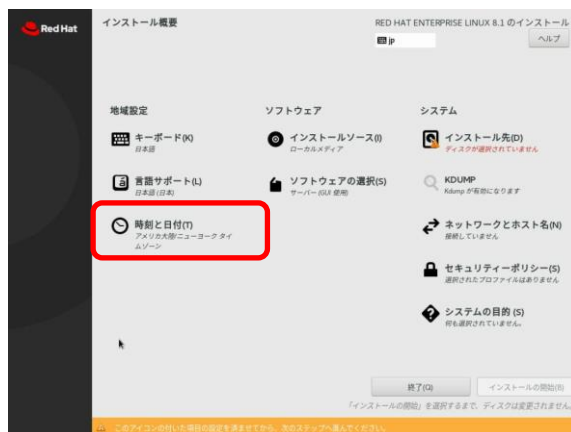 Red Hat
インストール概要
RED HAT ENTERPRISE LINUX 8.1 のインストール
jp
ヘルプ
地域設定
ソフトウェア
システム
キーボード(K)
日本語
インストールソース(I)
ローカルメディア
インストール先(D)
ディスクが選択されていません
言語サポート(L)
日本語 (日本)
ソフトウェアの選択(S)
サーバー (GUI 使用)
KDUMP
Kdump が有効になります
時刻と日付(T)
アメリカ大陸/ニューヨーク タイ
ムゾーン
ネットワークとホスト名(N)
接続していません
セキュリティーポリシー(S)
選択されたプロファイルはありません
システムの目的 (S)
何も選択されていません。
終了(Q)
インストールの開始(B)
「インストールの開始」を選択するまで、ディスクは変更されません。
このアイコンの付いた項目の設定を済ませてから、次のステップへ進んでください。